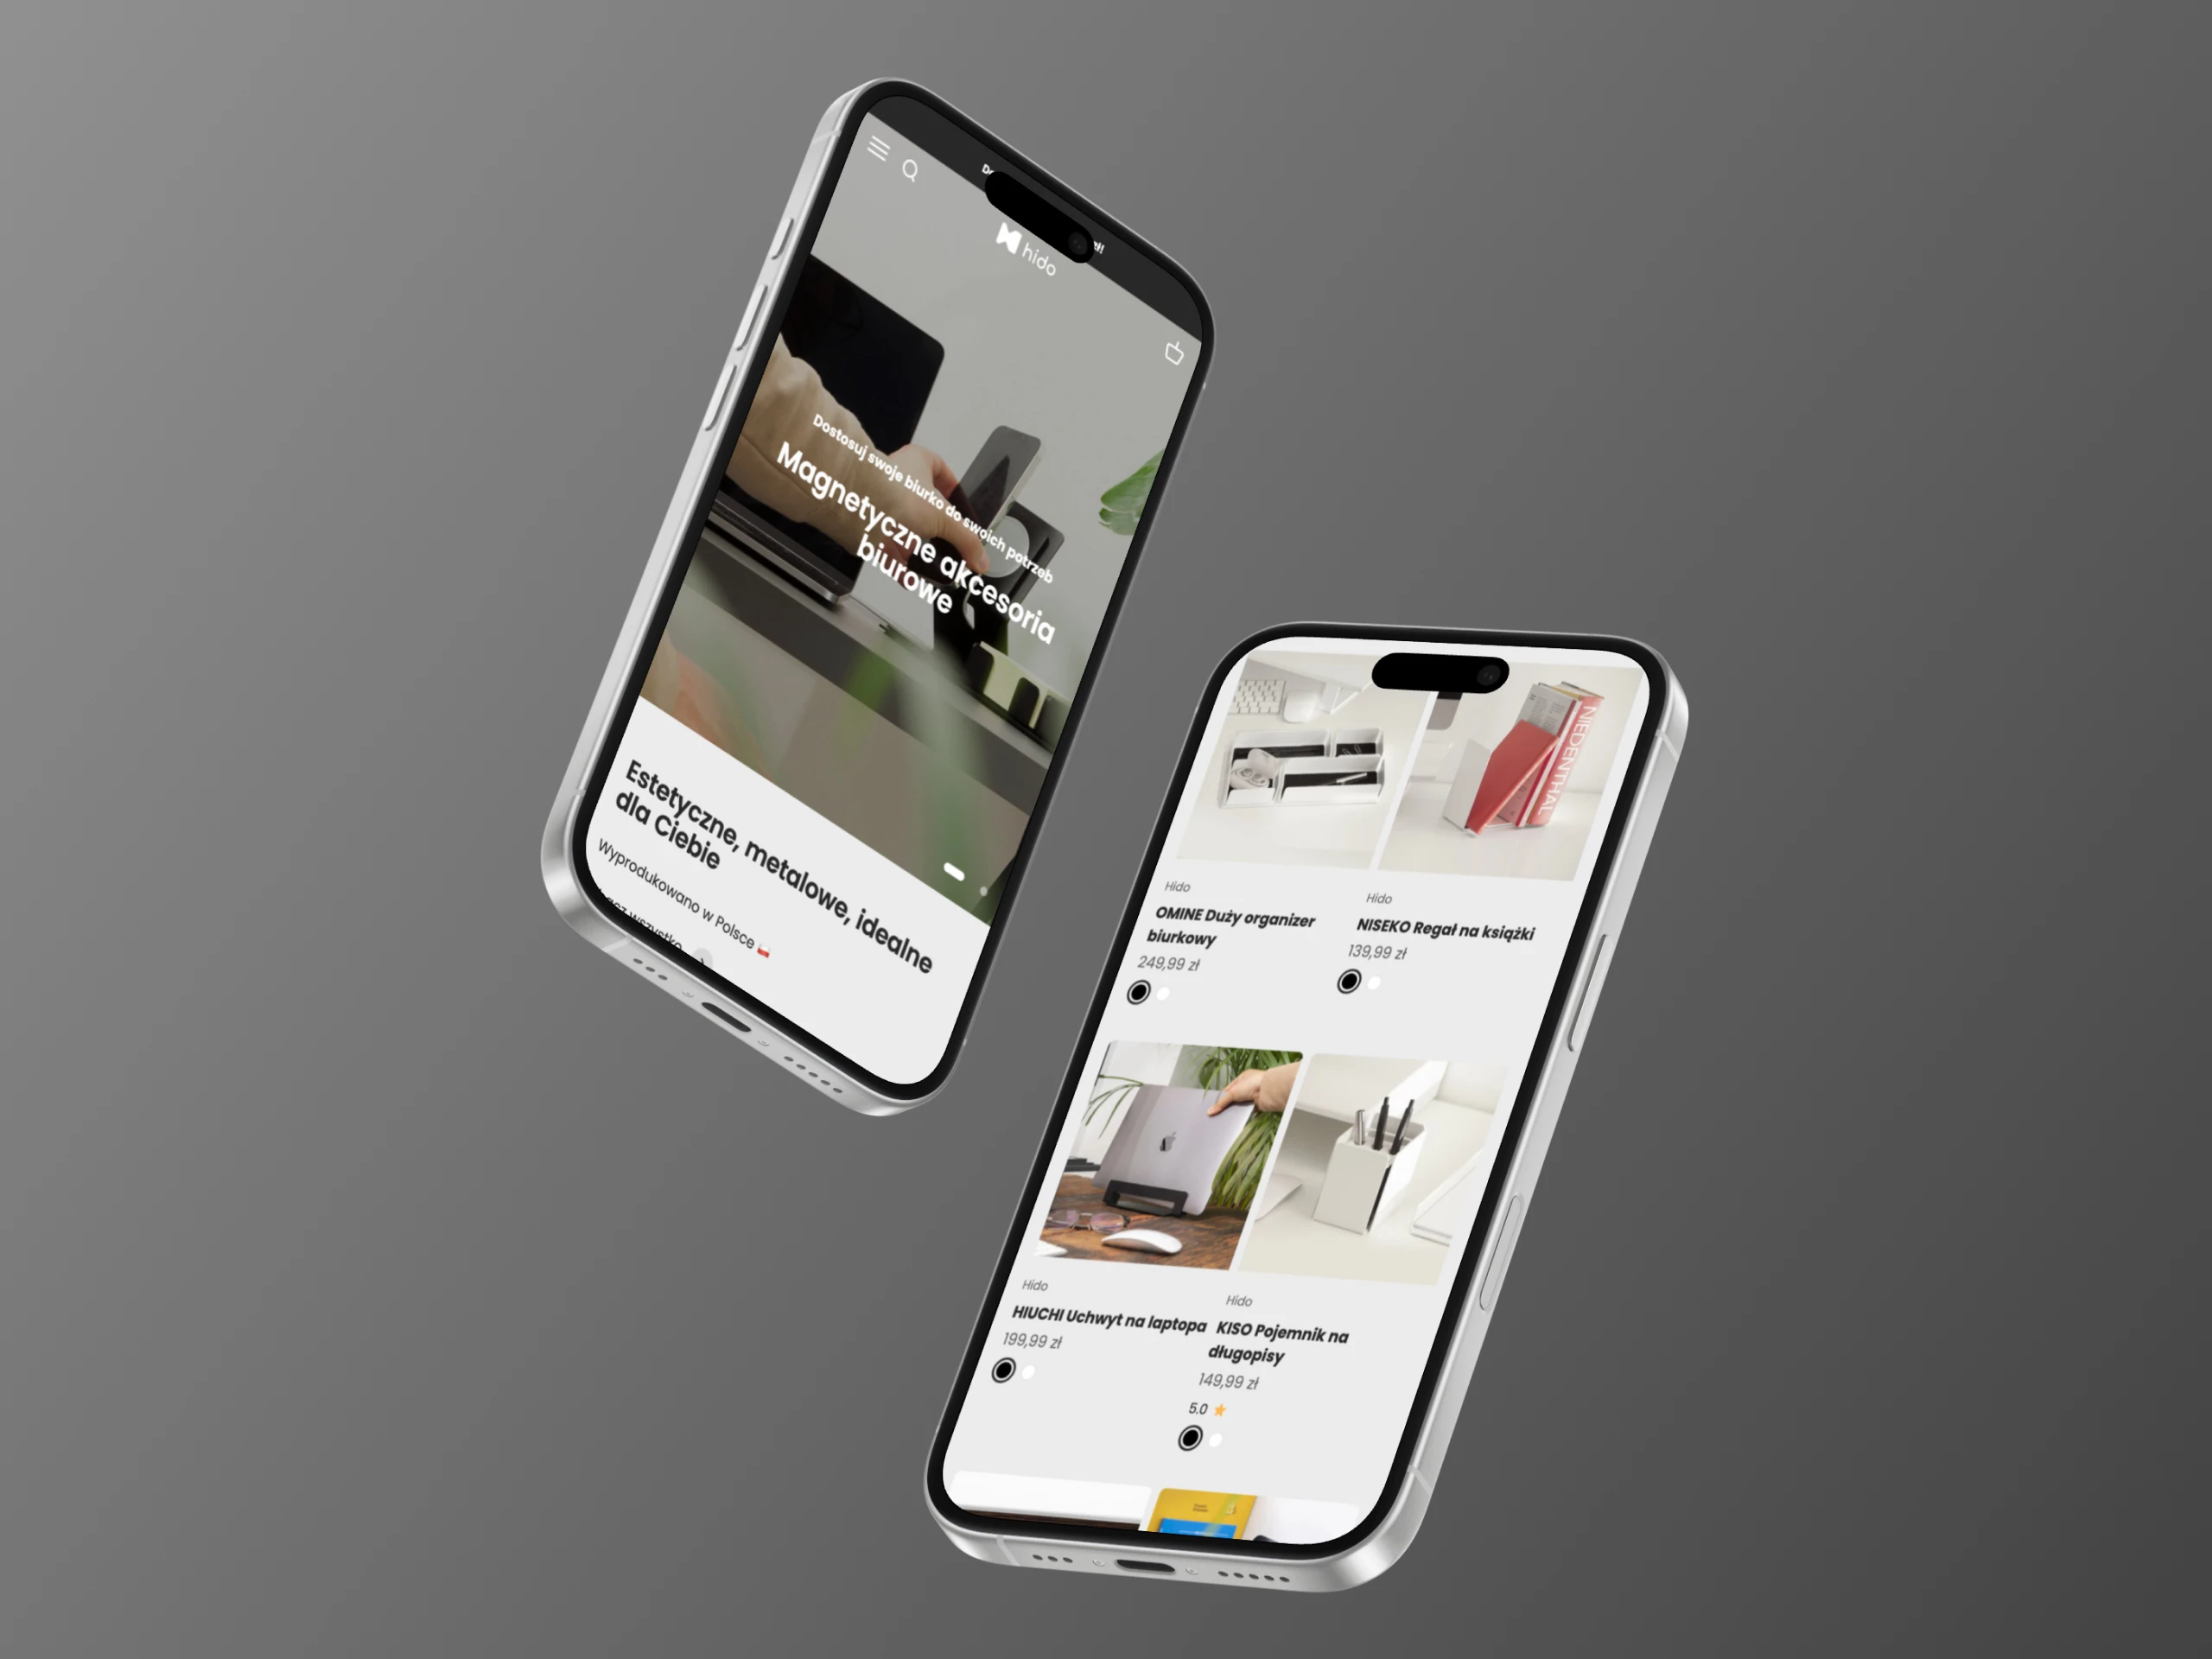 hido
Dostosuj swoje biurko do swoich potrzeb
Magnetyczne akcesoria
biurowe
Estetyczne, metalowe, idealne
dla Ciebie
Wyprodukowano w Polsce
wszystko
NIEDENTHAL
Hido
OMINE Duży organizer
biurkowy
249,99 zł
Hido
NISEKO Regał na książki
139,99 zł
Hido
HIUCHI Uchwyt na laptopa
199,99 zł
Hido
KISO Pojemnik na
długopisy
149,99 zł
5.0